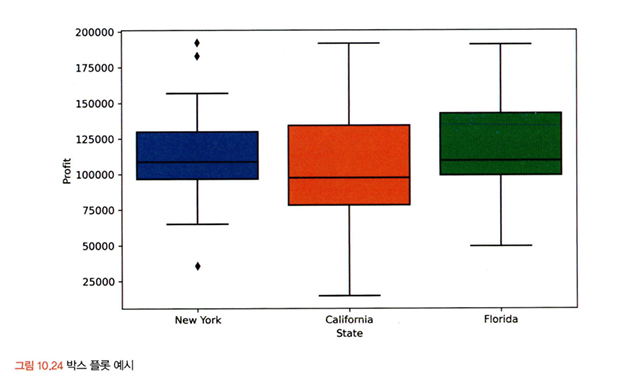 200000
175000
150000
125000
100000
75000
50000
25000
Profit
New York
California
Florida
State
그림 10.24 박스 플롯 예시